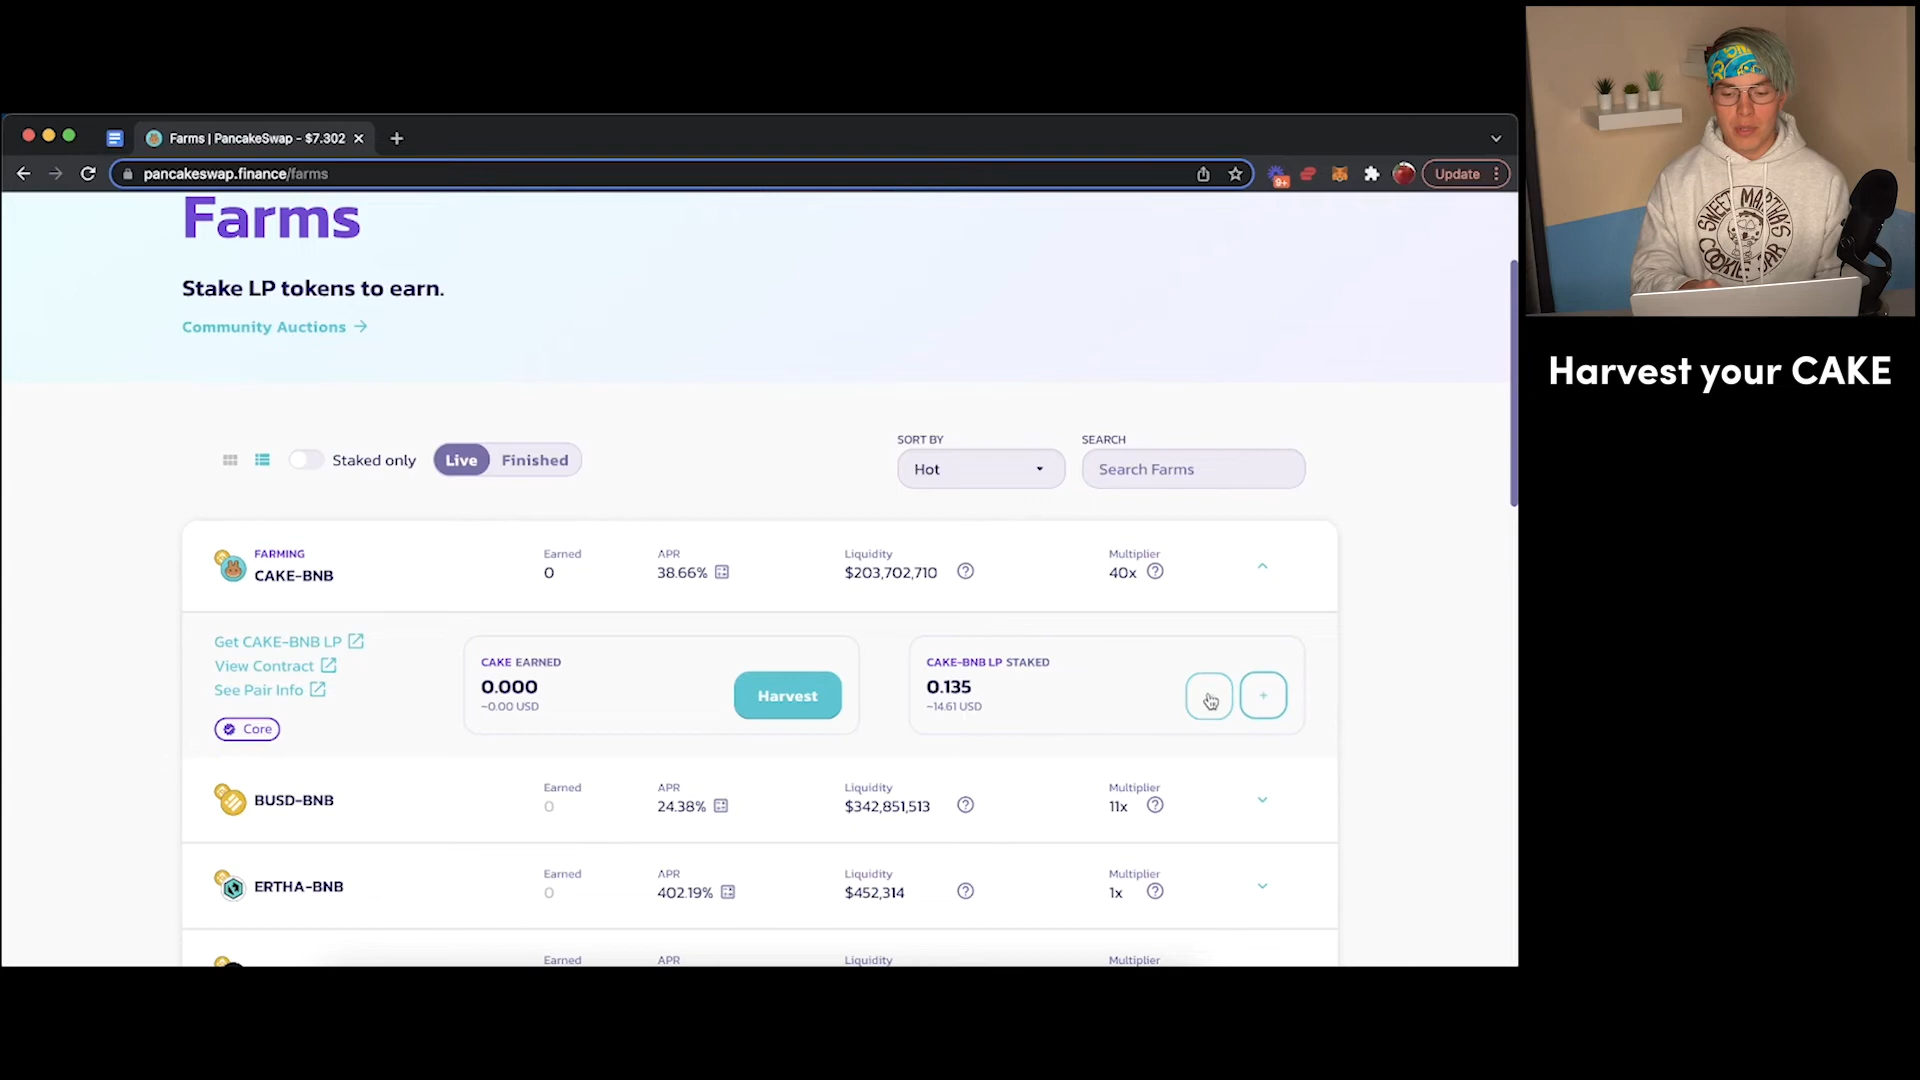 Farms | PancakeSwap - $7.302
pancakeswap.finance/farms
9+
Update
Farms
Stake LP tokens to earn.
Community Auctions
Staked only
Live
Finished
SORT BY
Hot
SEARCH
Search Farms
FARMING
CAKE-BNB
Earned
0
APR
38.66%
Liquidity
$203,702,710
Multiplier
40x
Get CAKE-BNB LP
View Contract
See Pair Info
Core
CAKE EARNED
0.000
~0.00 USD
Harvest
CAKE-BNB LP STAKED
0.135
~14.61 USD
+
BUSD-BNB
Earned
0
APR
24.38%
Liquidity
$342,851,513
Multiplier
11x
ERTHA-BNB
Earned
0
APR
402.19%
Liquidity
$452,314
Multiplier
1x
Earned
APR
Liquidity
Multiplier
SWEET MARTHA'S
COOKIE JAR
Harvest your CAKE